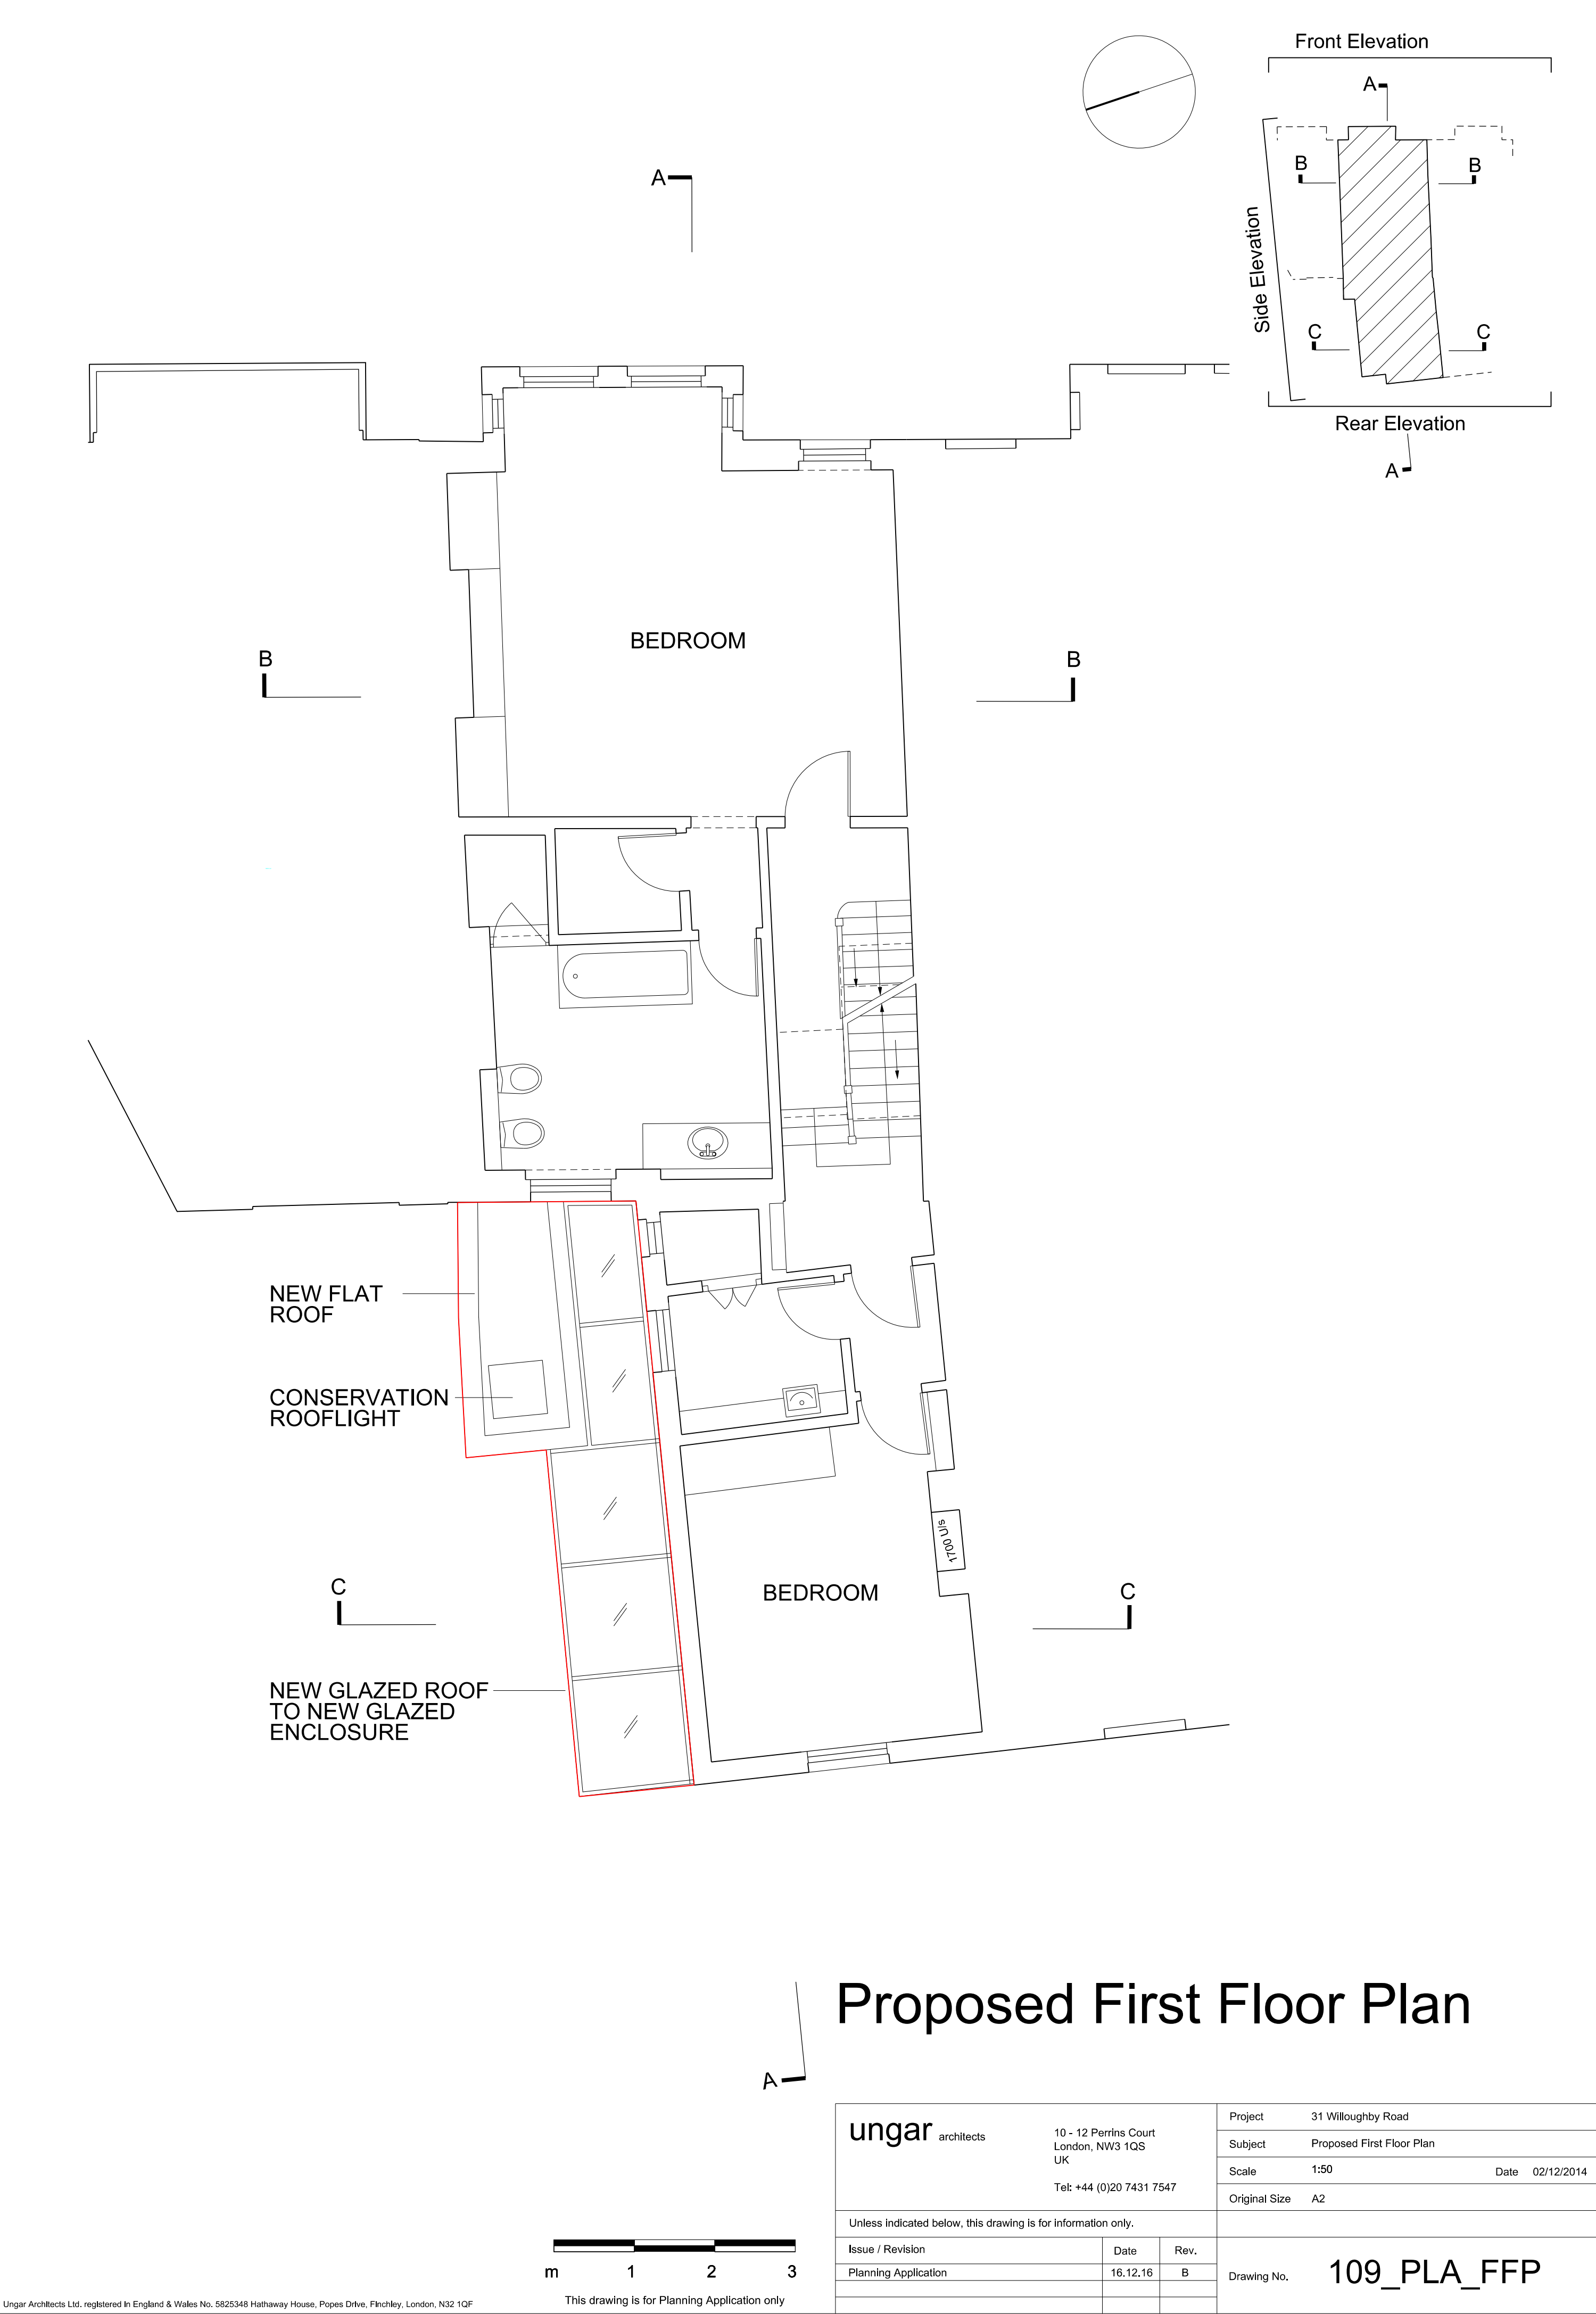 Front Elevation
A
B
B
Side Elevation
C
C
Rear Elevation
A
A
BEDROOM
B
B
NEW FLAT
ROOF
CONSERVATION
ROOFLIGHT
1700 U/s
BEDROOM
C
C
NEW GLAZED ROOF
TO NEW GLAZED
ENCLOSURE
Proposed First Floor Plan
A
ungar architects
10 - 12 Perrins Court
London, NW3 1QS
UK
Tel: +44 (0)20 7431 7547
Project 31 Willoughby Road
Subject Proposed First Floor Plan
Scale 1:50 Date 02/12/2014
Original Size A2
Unless indicated below, this drawing is for information only.
Issue / Revision Date Rev.
Planning Application 16.12.16 B
Drawing No. 109_PLA_FFP
m 1 2 3
This drawing is for Planning Application only
Ungar Architects Ltd. registered in England & Wales No. 5825348 Hathaway House, Popes Drive, Finchley, London, N32 1QF